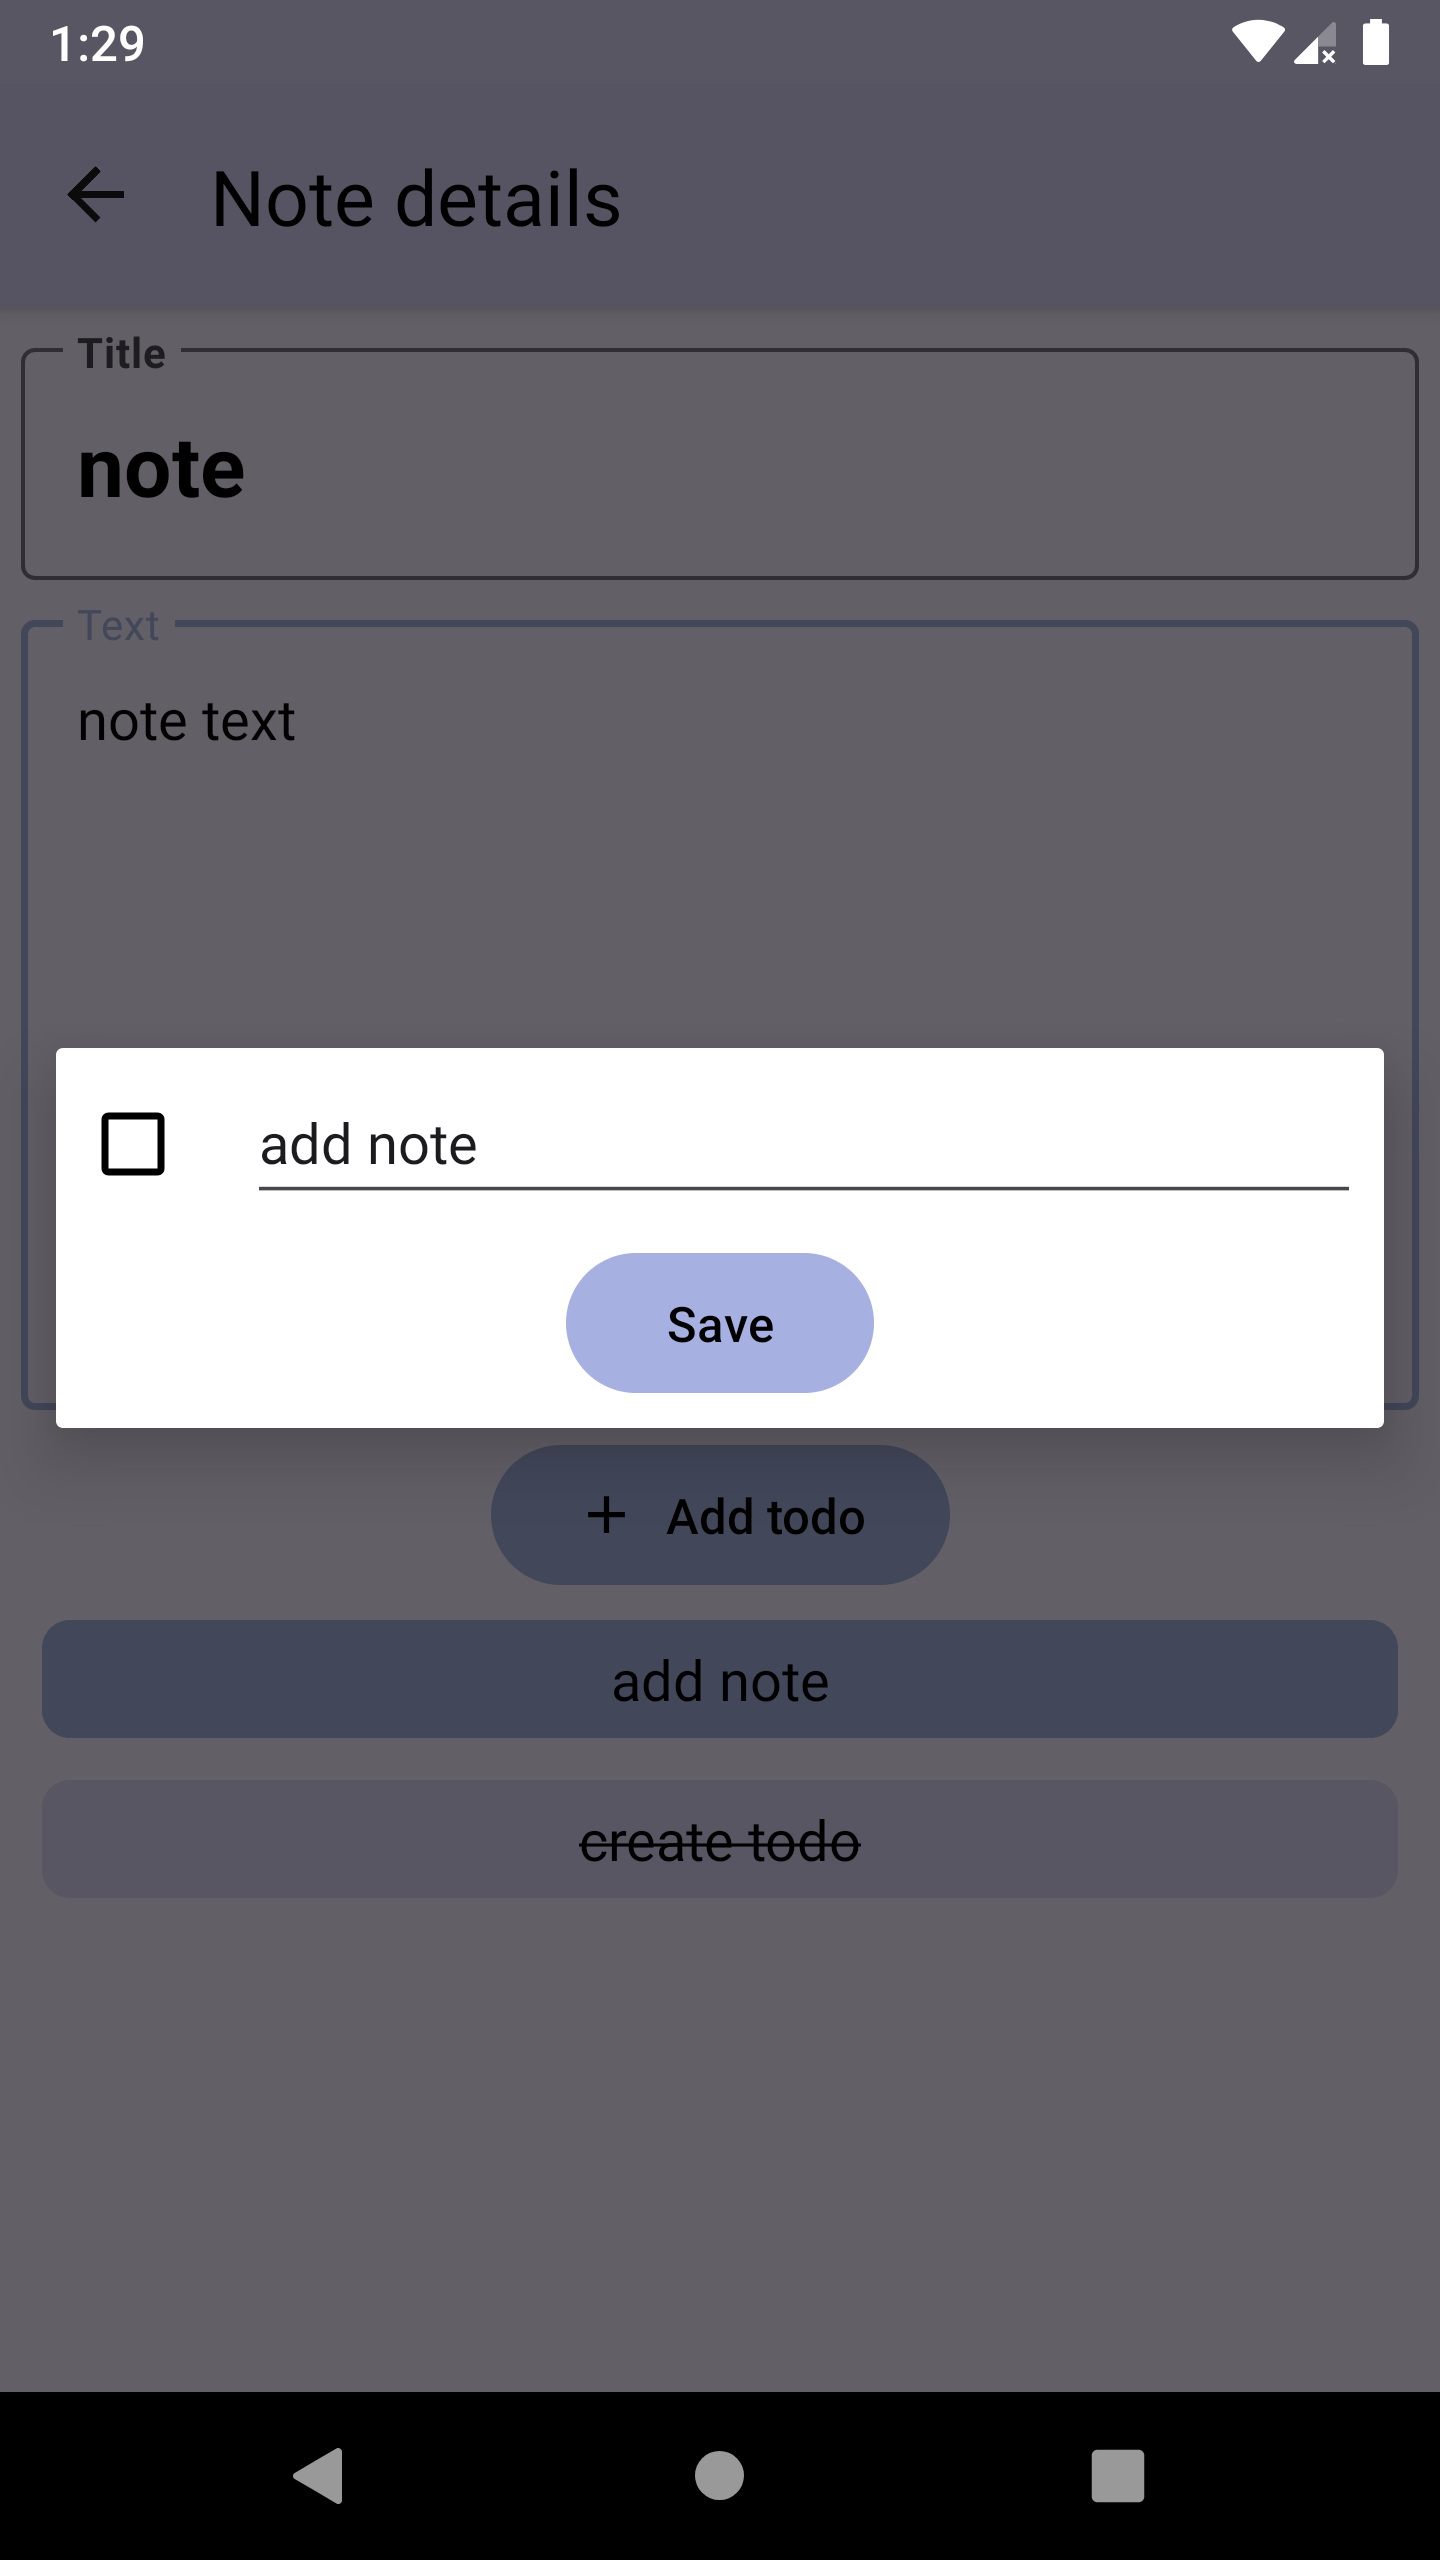 1:29
Note details
Title
note
Text
note text
add note
Save
Add todo
add note
create todo